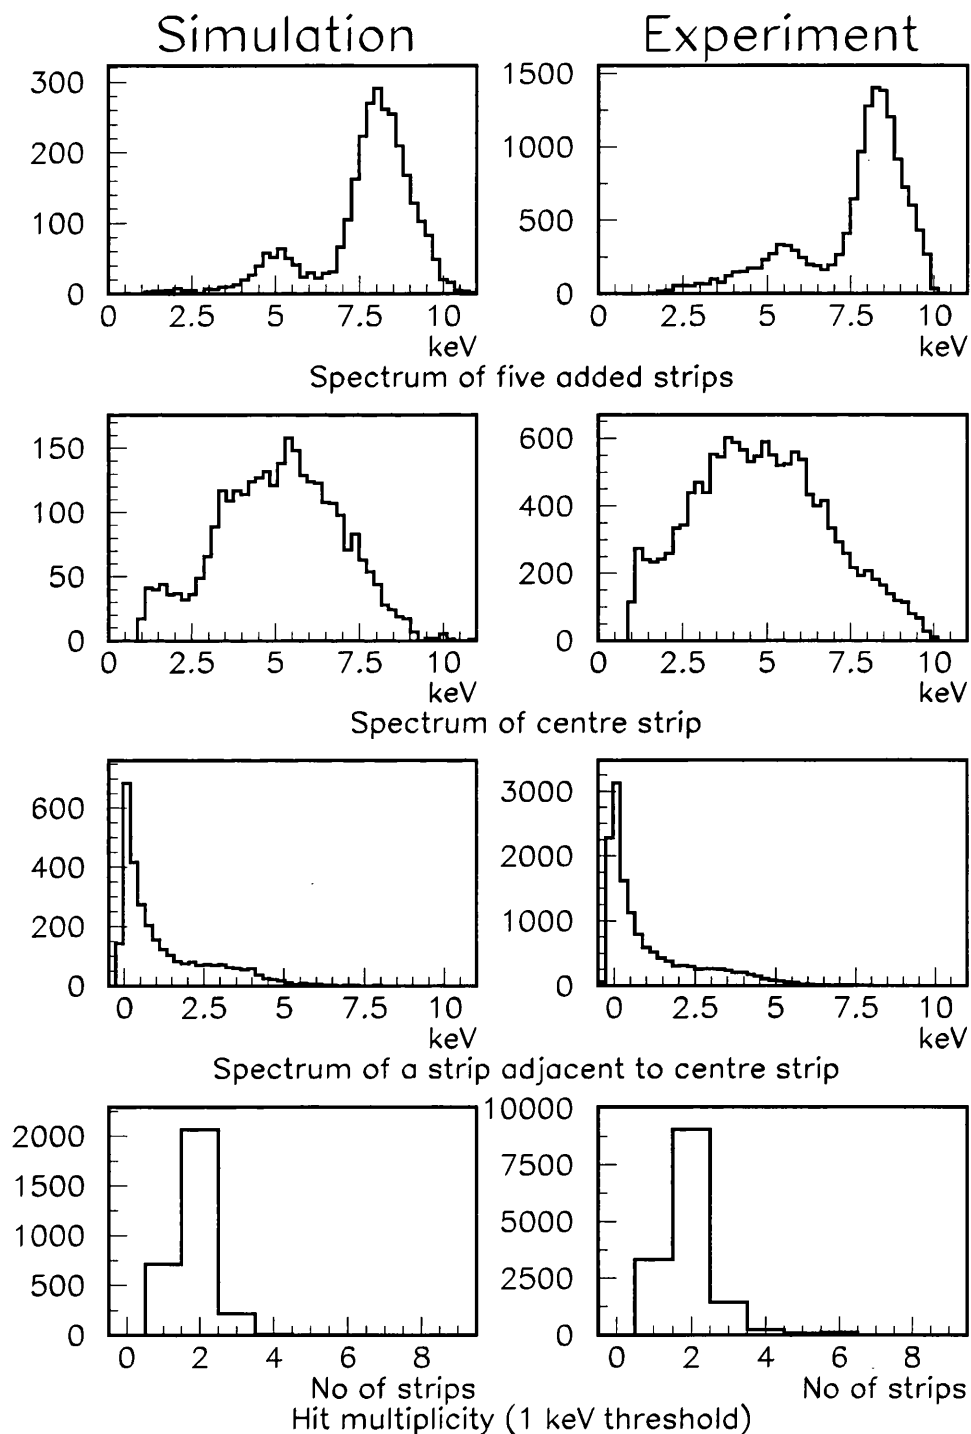 Simulation Experiment
300
200
100
0
0 2.5 5 7.5 10
keV
1500
1000
500
0
0 2.5 5 7.5 10
keV
Spectrum of five added strips
150
100
50
0
0 2.5 5 7.5 10
keV
600
400
200
0
0 2.5 5 7.5 10
keV
Spectrum of centre strip
600
400
200
0
0 2.5 5 7.5 10
keV
3000
2000
1000
0
0 2.5 5 7.5 10
keV
Spectrum of a strip adjacent to centre strip
2000
1500
1000
500
0
0 2 4 6 8
No of strips
10000
7500
5000
2500
0
0 2 4 6 8
No of strips
Hit multiplicity (1 keV threshold)